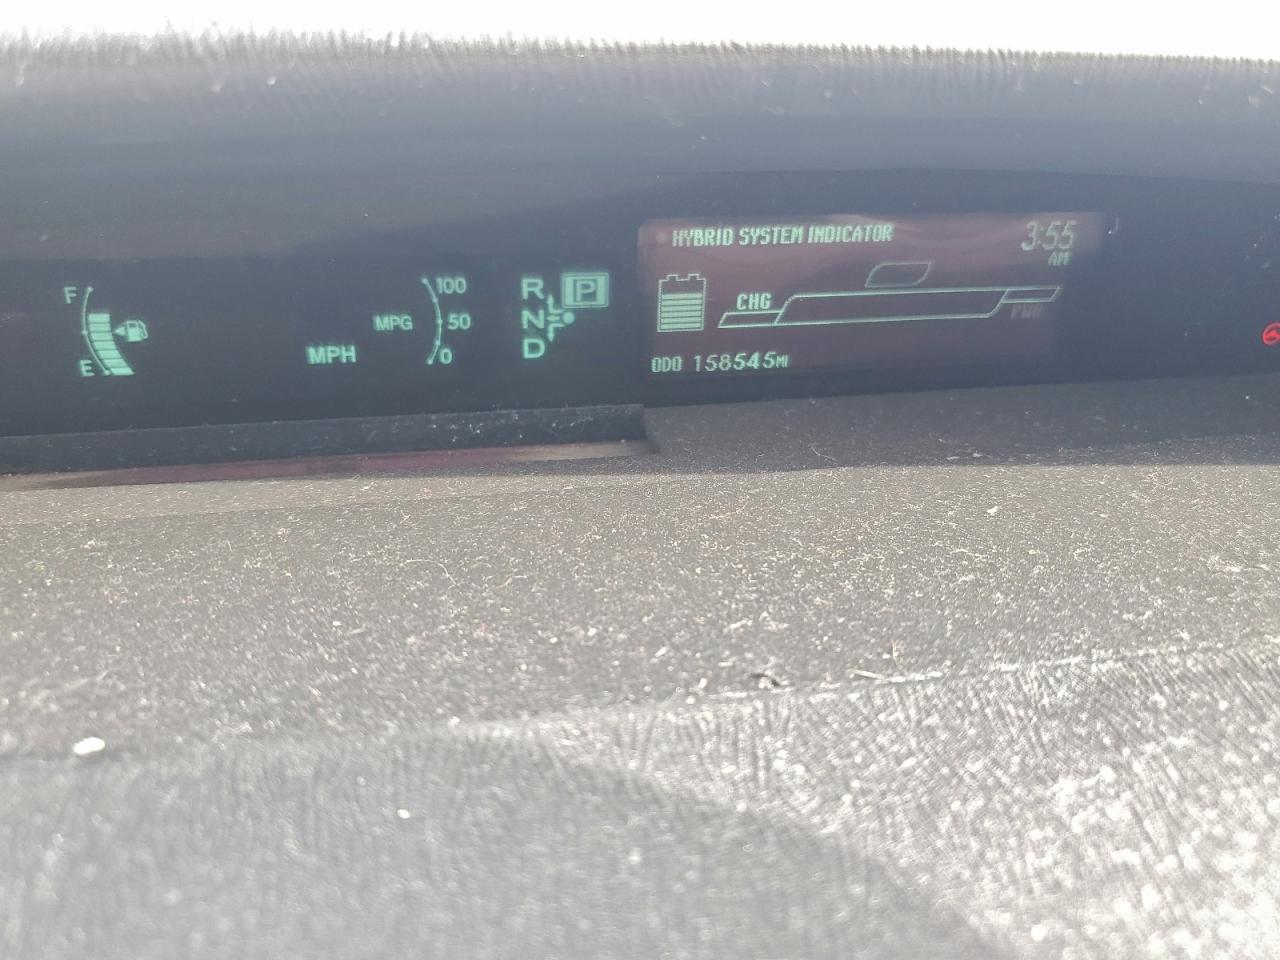 F
E
MPH
MPG
100
50
0
R
P
N
D
HYBRID SYSTEM INDICATOR
3:55
AM
CHG
PWR
ODO 158545MI